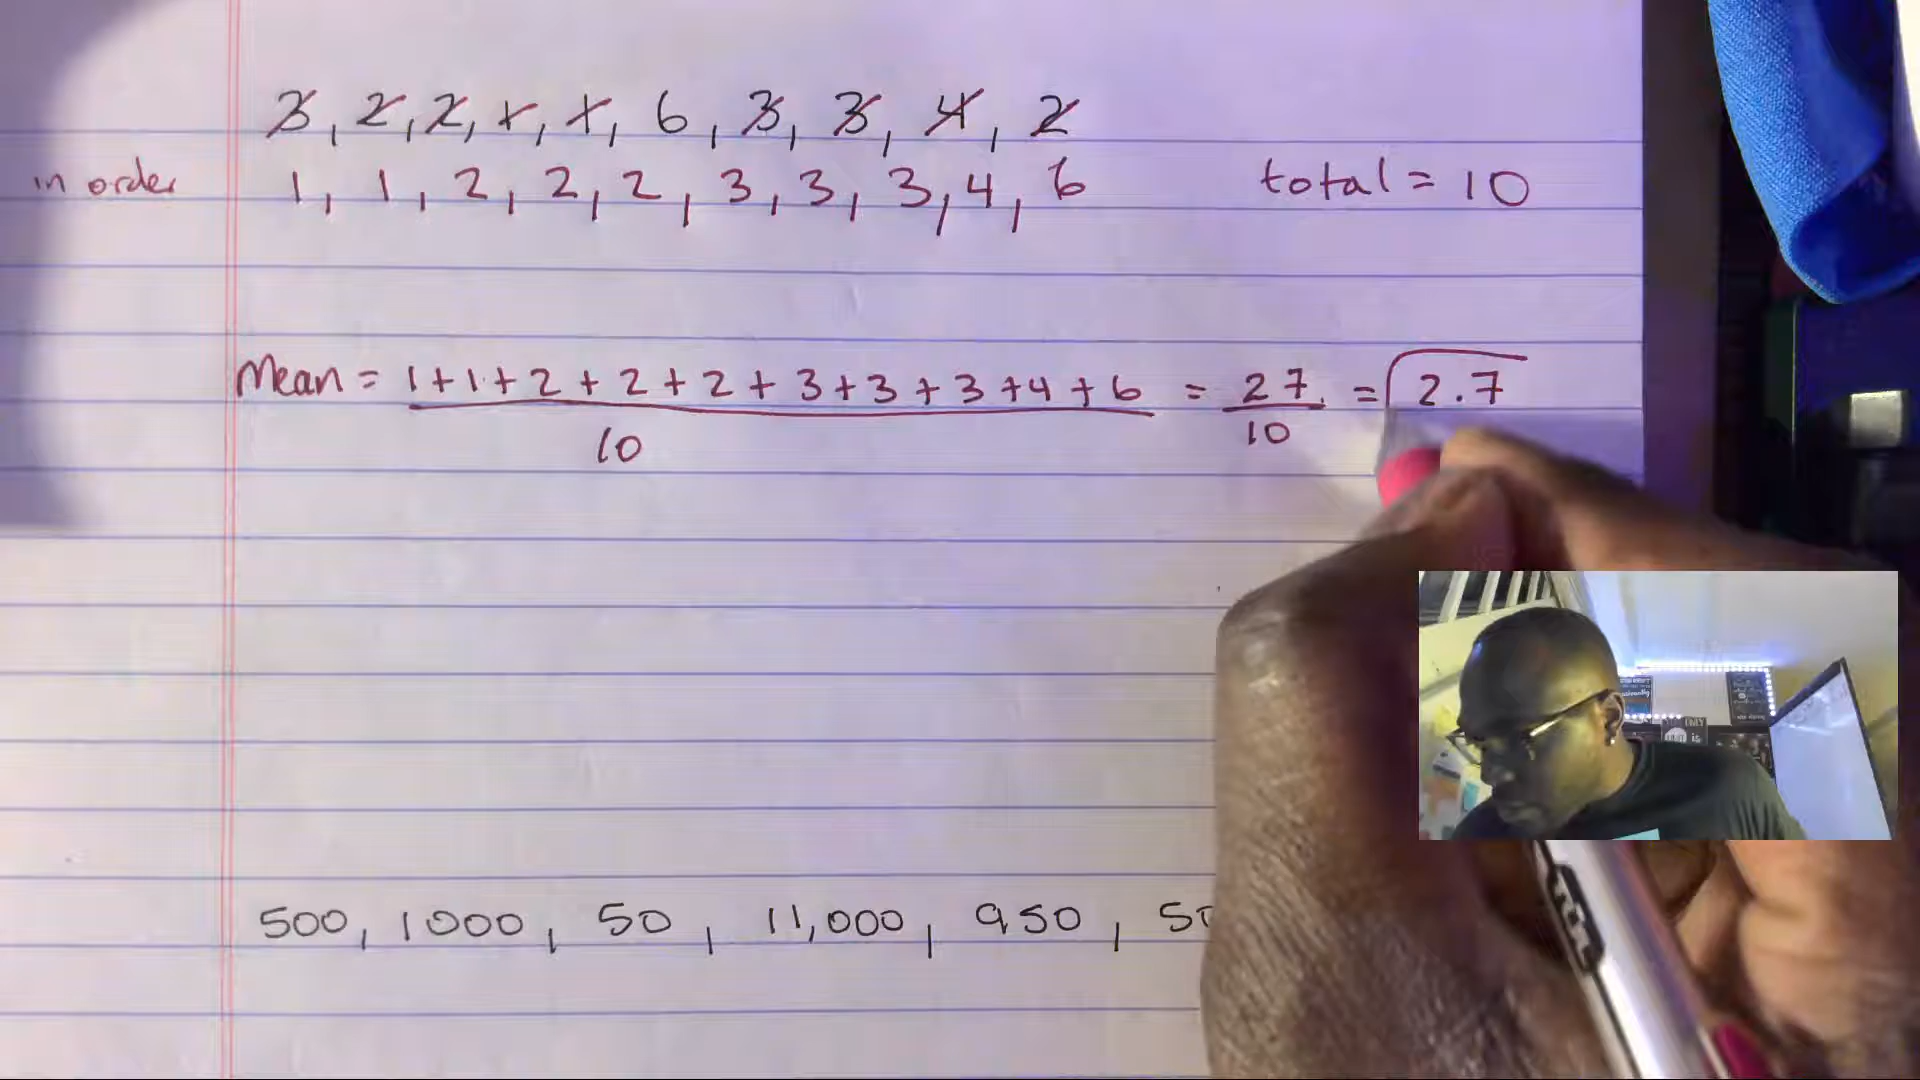 3, 2, 2, 1, 1, 6, 3, 3, 4, 2
in order 1, 1, 2, 2, 2, 3, 3, 3, 4, 6 total = 10
Mean = 1+1+2+2+2+3+3+3+4+6 = 27 = 2.7
10 10
500, 1000, 50, 11,000, 950, 50